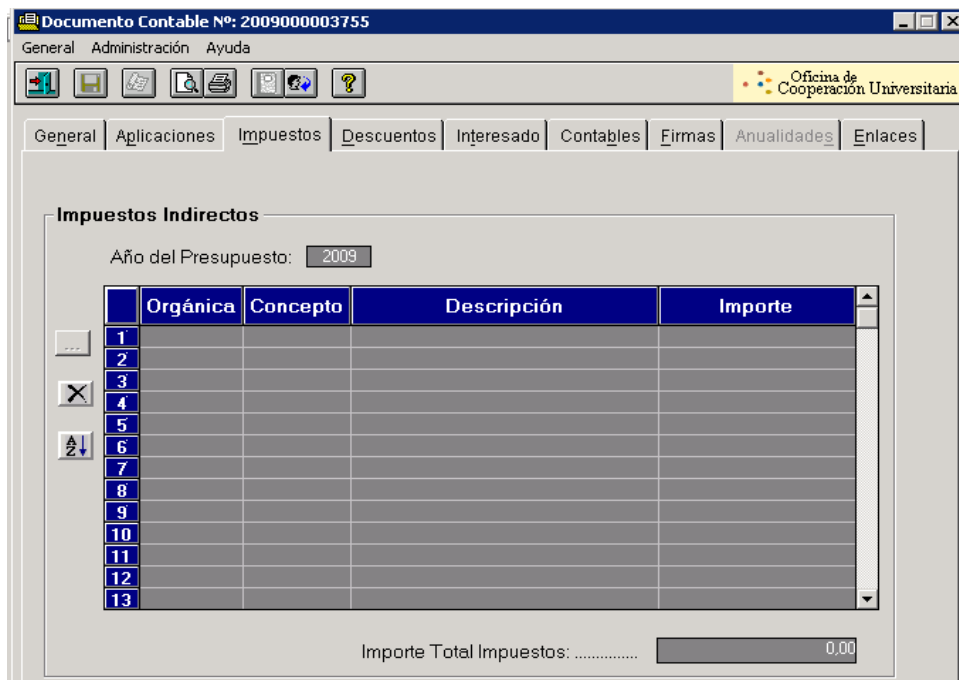 Documento Contable Nº: 2009000003755
General Administración Ayuda
Oficina de
Cooperación Universitaria
General Aplicaciones Impuestos Descuentos Interesado Contables Firmas Anualidades Enlaces
Impuestos Indirectos
Año del Presupuesto: 2009
Orgánica Concepto Descripción Importe
...
1
2
3
4
5
6
7
8
9
10
11
12
13
A
Z
Importe Total Impuestos: ............... 0,00